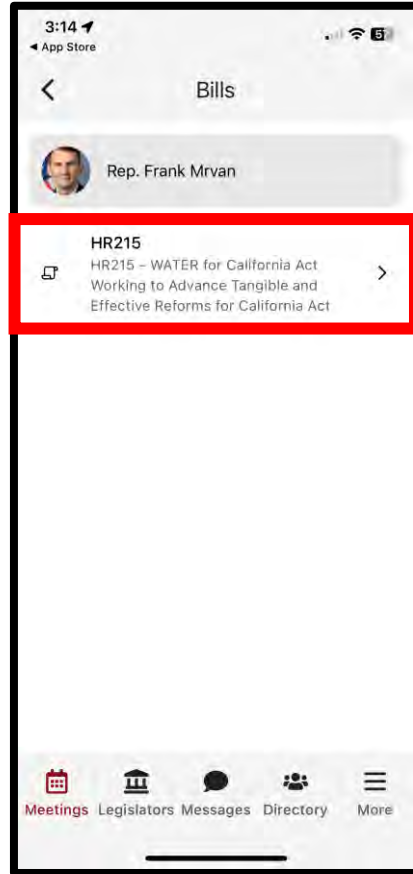 3:14
App Store
Bills
Rep. Frank Mrvan
HR215
HR215 – WATER for California Act
Working to Advance Tangible and
Effective Reforms for California Act
Meetings Legislators Messages Directory More